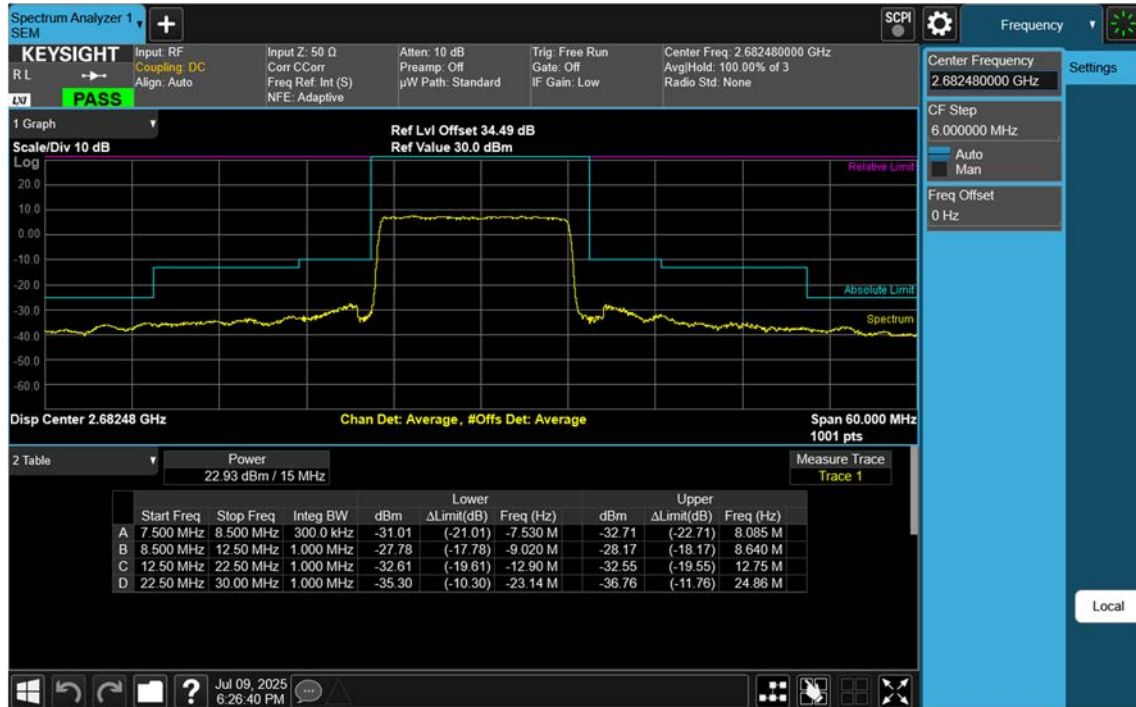 Spectrum Analyzer 1
SEM
SCPI
Frequency
KEYSIGHT
R L
LXI
PASS
Input: RF
Coupling: DC
Align: Auto
Input Z: 50 Ω
Corr CCorr
Freq Ref: Int (S)
NFE: Adaptive
Atten: 10 dB
Preamp: Off
µW Path: Standard
Trig: Free Run
Gate: Off
IF Gain: Low
Center Freq: 2.682480000 GHz
Avg|Hold: 100.00% of 3
Radio Std: None
Center Frequency
2.682480000 GHz
Settings
CF Step
6.000000 MHz
Auto
Man
Freq Offset
0 Hz
Local
1 Graph
Scale/Div 10 dB
Ref Lvl Offset 34.49 dB
Ref Value 30.0 dBm
Log
20.0
10.0
0.00
-10.0
-20.0
-30.0
-40.0
-50.0
-60.0
Relative Limit
Absolute Limit
Spectrum
Disp Center 2.68248 GHz
Chan Det: Average, #Offs Det: Average
Span 60.000 MHz
1001 pts
2 Table
Power
22.93 dBm / 15 MHz
Measure Trace
Trace 1
Lower Upper
Start Freq Stop Freq Integ BW dBm ΔLimit(dB) Freq (Hz) dBm ΔLimit(dB) Freq (Hz)
A 7.500 MHz 8.500 MHz 300.0 kHz -31.01 (-21.01) -7.530 M -32.71 (-22.71) 8.085 M
B 8.500 MHz 12.50 MHz 1.000 MHz -27.78 (-17.78) -9.020 M -28.17 (-18.17) 8.640 M
C 12.50 MHz 22.50 MHz 1.000 MHz -32.61 (-19.61) -12.90 M -32.55 (-19.55) 12.75 M
D 22.50 MHz 30.00 MHz 1.000 MHz -35.30 (-10.30) -23.14 M -36.76 (-11.76) 24.86 M
Jul 09, 2025
6:26:40 PM